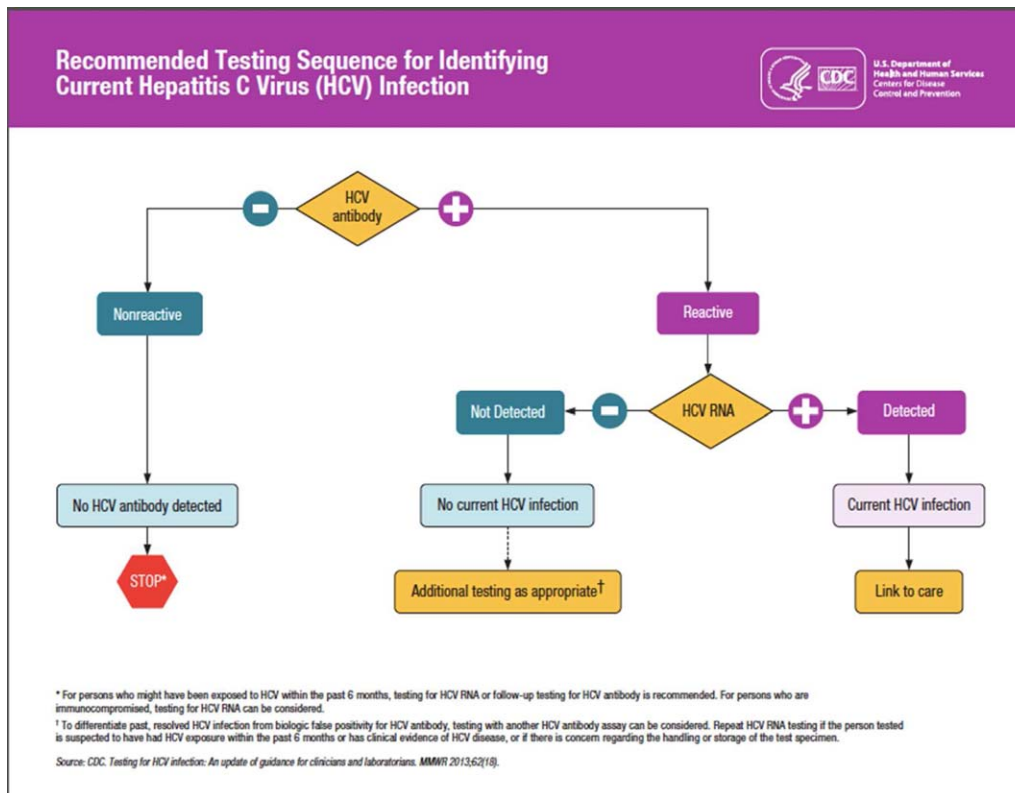 Recommended Testing Sequence for Identifying
Current Hepatitis C Virus (HCV) Infection
CDC
U.S. Department of
Health and Human Services
Centers for Disease
Control and Prevention
HCV
antibody
Nonreactive
Reactive
Not Detected
HCV RNA
Detected
No HCV antibody detected
No current HCV infection
Current HCV infection
STOP*
Additional testing as appropriate†
Link to care
* For persons who might have been exposed to HCV within the past 6 months, testing for HCV RNA or follow-up testing for HCV antibody is recommended. For persons who are
immunocompromised, testing for HCV RNA can be considered.
† To differentiate past, resolved HCV infection from biologic false positivity for HCV antibody, testing with another HCV antibody assay can be considered. Repeat HCV RNA testing if the person tested
is suspected to have had HCV exposure within the past 6 months or has clinical evidence of HCV disease, or if there is concern regarding the handling or storage of the test specimen.
Source: CDC. Testing for HCV infection: An update of guidance for clinicians and laboratorians. MMWR 2013;62(18).